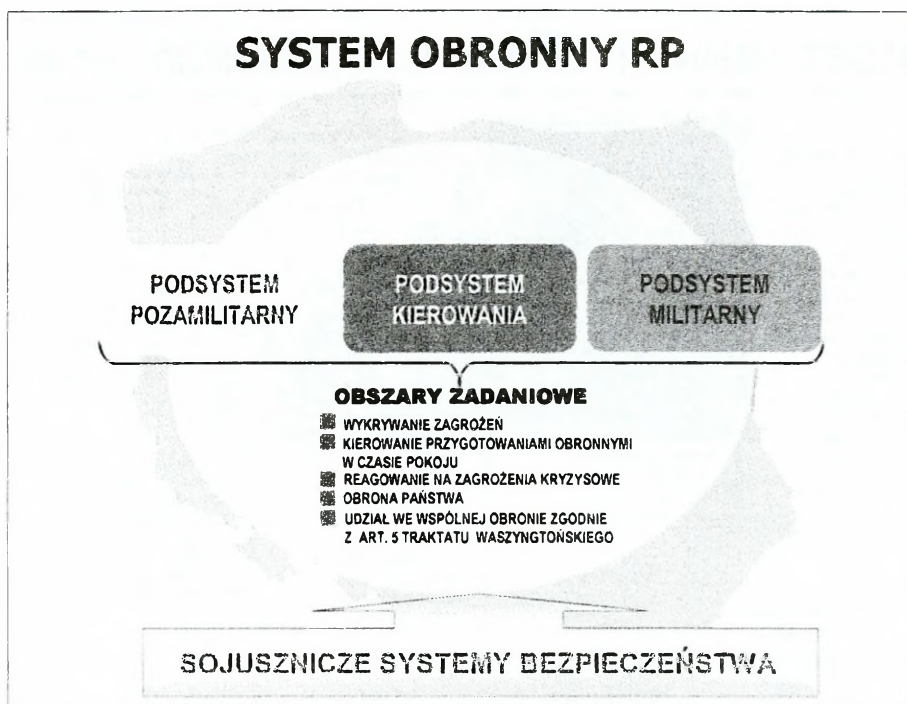 SYSTEM OBRONNY RP
PODSYSTEM
POZAMILITARNY
PODSYSTEM
KIEROWANIA
PODSYSTEM
MILITARNY
OBSZARY ZADANIOWE
WYKRYWANIE ZAGROŻEŃ
KIEROWANIE PRZYGOTOWANIAMI OBRONNYMI
W CZASIE POKOJU
REAGOWANIE NA ZAGROŻENIA KRYZYSOWE
OBRONA PAŃSTWA
UDZIAŁ WE WSPÓLNEJ OBRONIE ZGODNIE
Z ART. 5 TRAKTATU WASZYNGTOŃSKIEGO
SOJUSZNICZE SYSTEMY BEZPIECZEŃSTWA